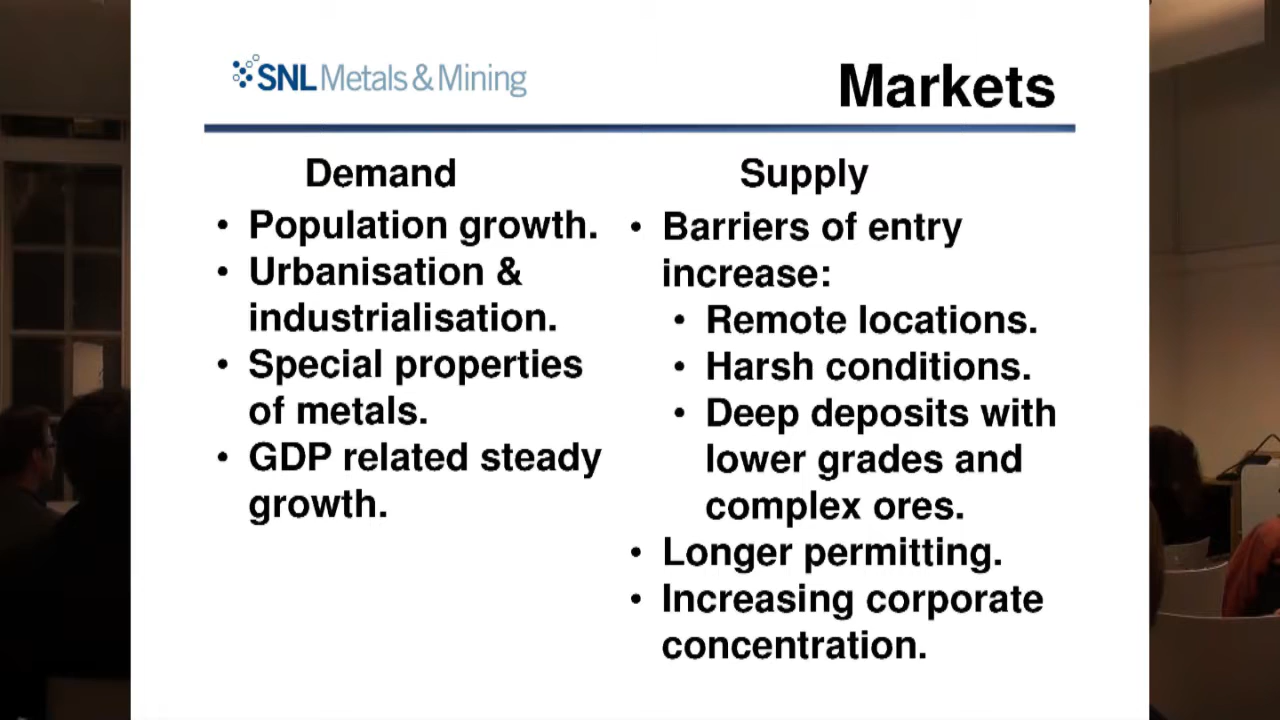 SNL Metals & Mining
Markets
Demand
• Population growth.
• Urbanisation &
industrialisation.
• Special properties
of metals.
• GDP related steady
growth.
Supply
• Barriers of entry
increase:
• Remote locations.
• Harsh conditions.
• Deep deposits with
lower grades and
complex ores.
• Longer permitting.
• Increasing corporate
concentration.